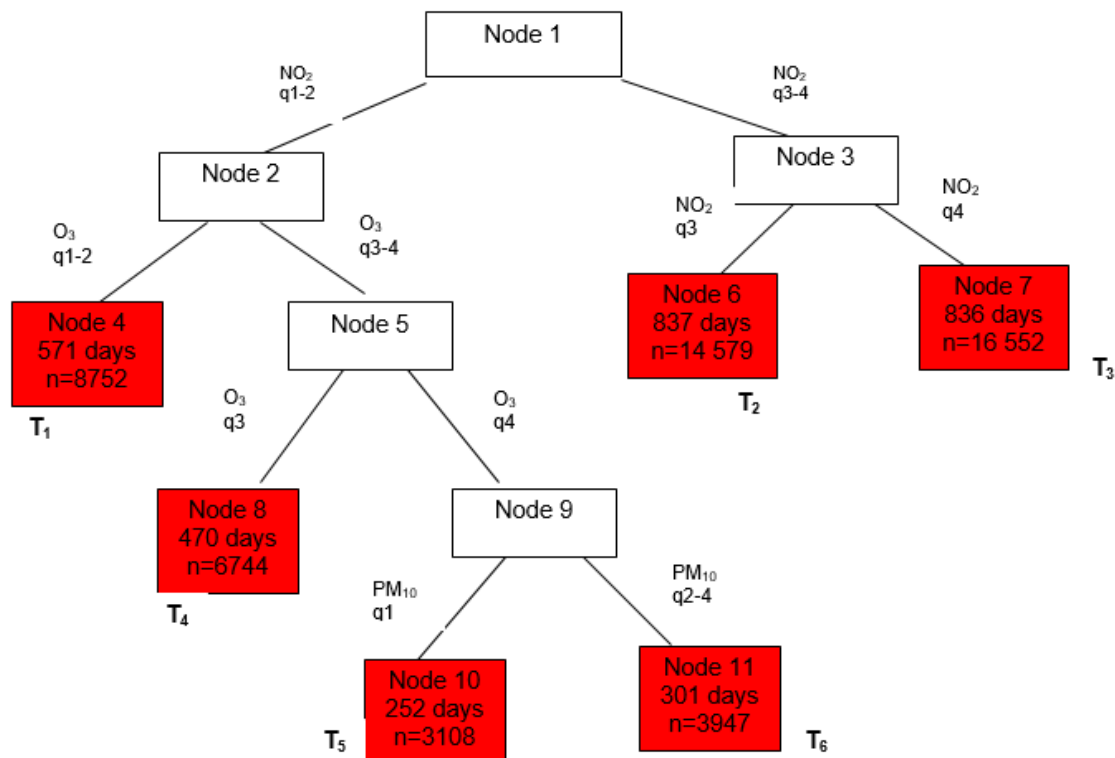 Node 1
NO₂
q1-2
NO₂
q3-4
Node 2
Node 3
O₃
q1-2
O₃
q3-4
NO₂
q3
NO₂
q4
Node 4
571 days
n=8752
T₁
Node 5
Node 6
837 days
n=14 579
T₂
Node 7
836 days
n=16 552
T₃
O₃
q3
O₃
q4
Node 8
470 days
n=6744
T₄
Node 9
PM₁₀
q1
PM₁₀
q2-4
Node 10
252 days
n=3108
T₅
Node 11
301 days
n=3947
T₆